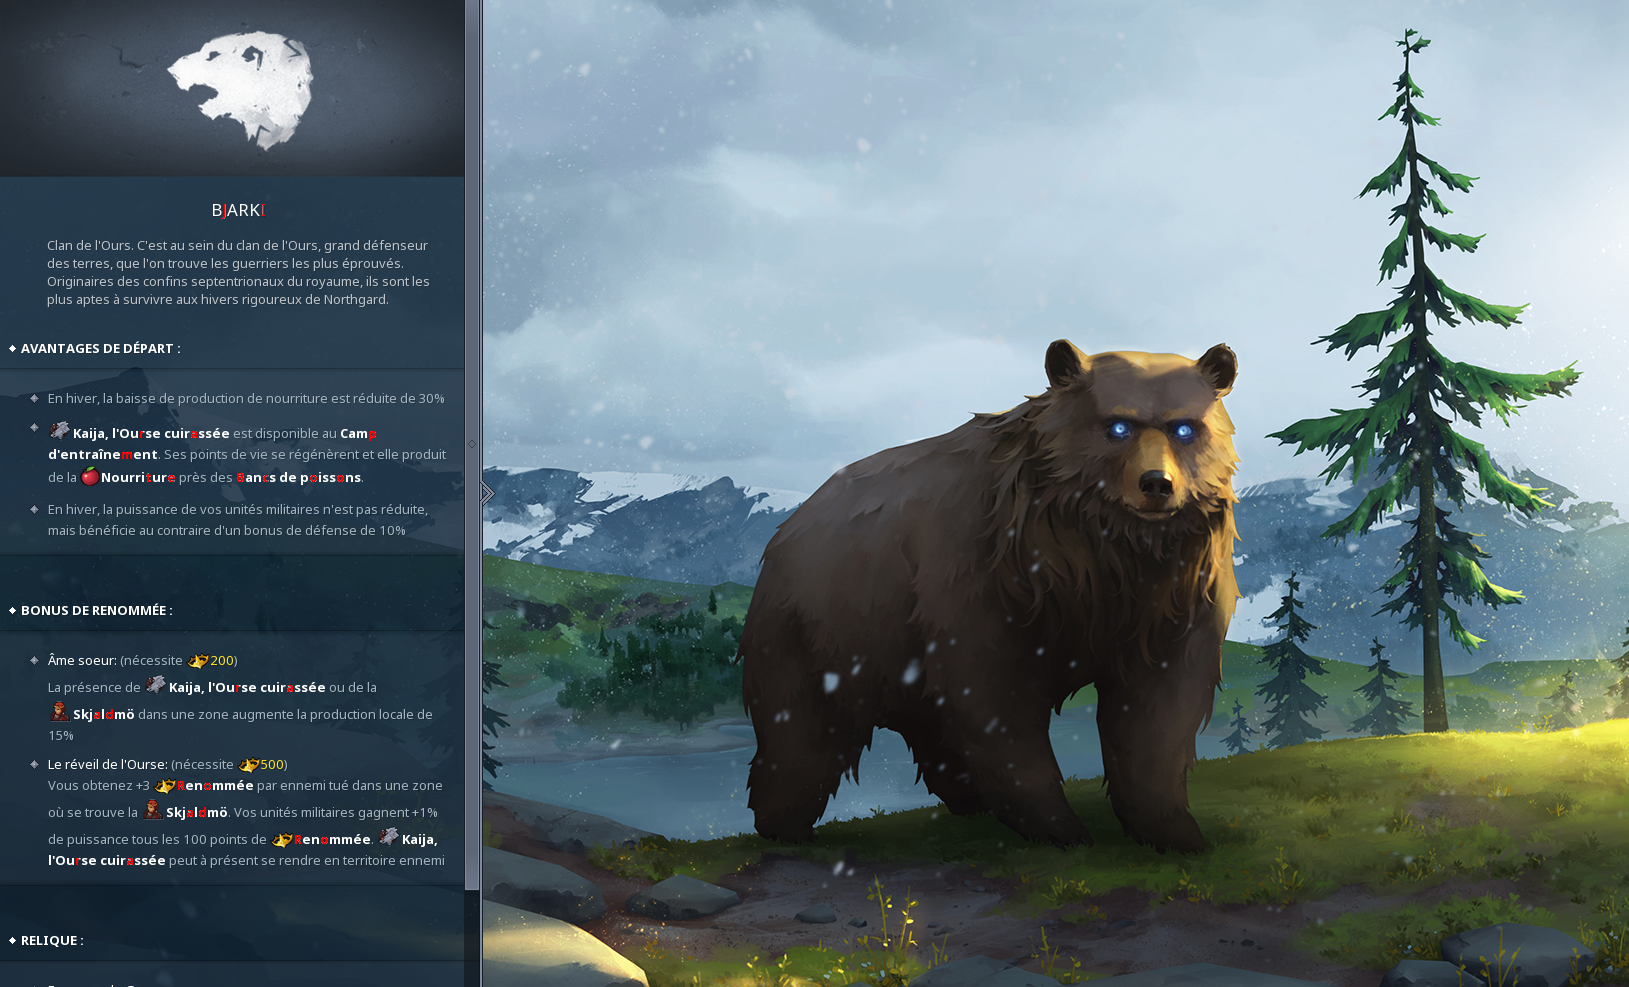 BJARKI
Clan de l'Ours. C'est au sein du clan de l'Ours, grand défenseur
des terres, que l'on trouve les guerriers les plus éprouvés.
Originaires des confins septentrionaux du royaume, ils sont les
plus aptes à survivre aux hivers rigoureux de Northgard.
AVANTAGES DE DÉPART :
En hiver, la baisse de production de nourriture est réduite de 30%
Kaija, l'Ourse cuirassée est disponible au Camp
d'entraînement. Ses points de vie se régénèrent et elle produit
de la Nourriture près des Bancs de poissons.
En hiver, la puissance de vos unités militaires n'est pas réduite,
mais bénéficie au contraire d'un bonus de défense de 10%
BONUS DE RENOMMÉE :
Âme soeur: (nécessite 200)
La présence de Kaija, l'Ourse cuirassée ou de la
Skjaldmö dans une zone augmente la production locale de
15%
Le réveil de l'Ourse: (nécessite 500)
Vous obtenez +3 Renommée par ennemi tué dans une zone
où se trouve la Skjaldmö. Vos unités militaires gagnent +1%
de puissance tous les 100 points de Renommée. Kaija,
l'Ourse cuirassée peut à présent se rendre en territoire ennemi
RELIQUE :